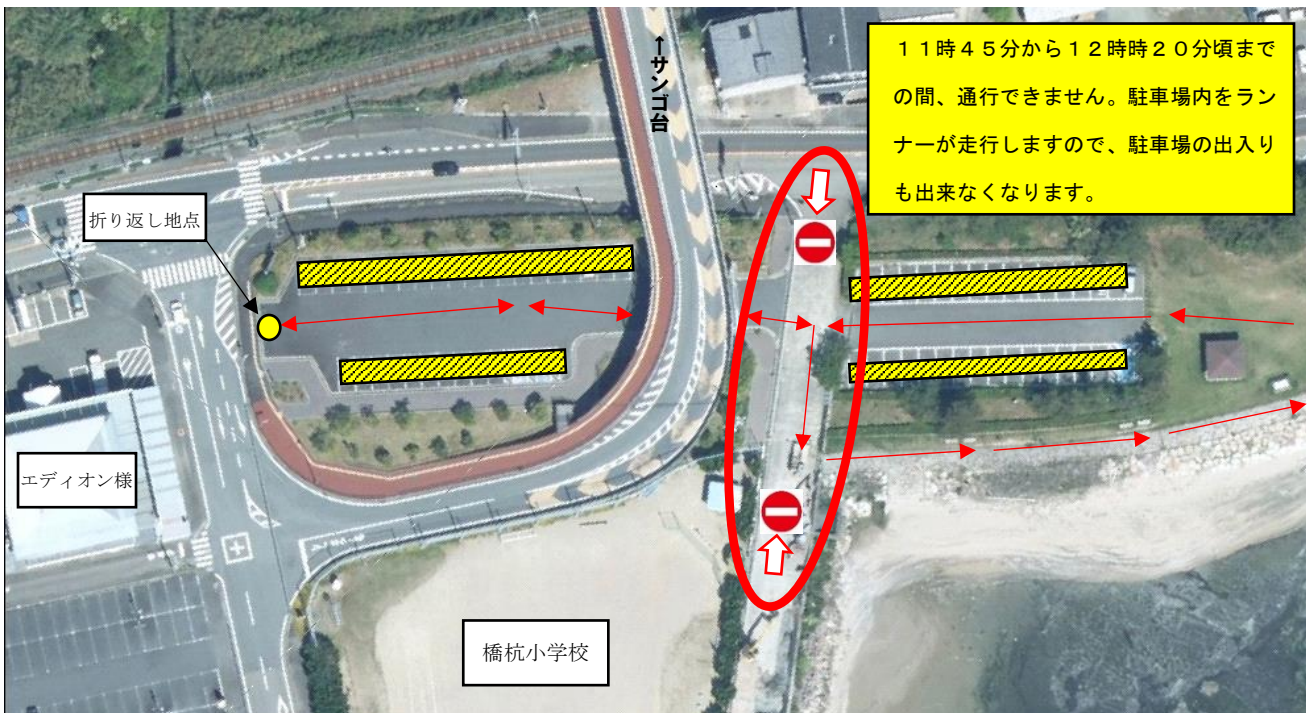 １１時４５分から１２時時２０分頃まで
の間、通行できません。駐車場内をラン
ナーが走行しますので、駐車場の出入り
も出来なくなります。
↑サンゴ台
折り返し地点
エディオン様
橋杭小学校